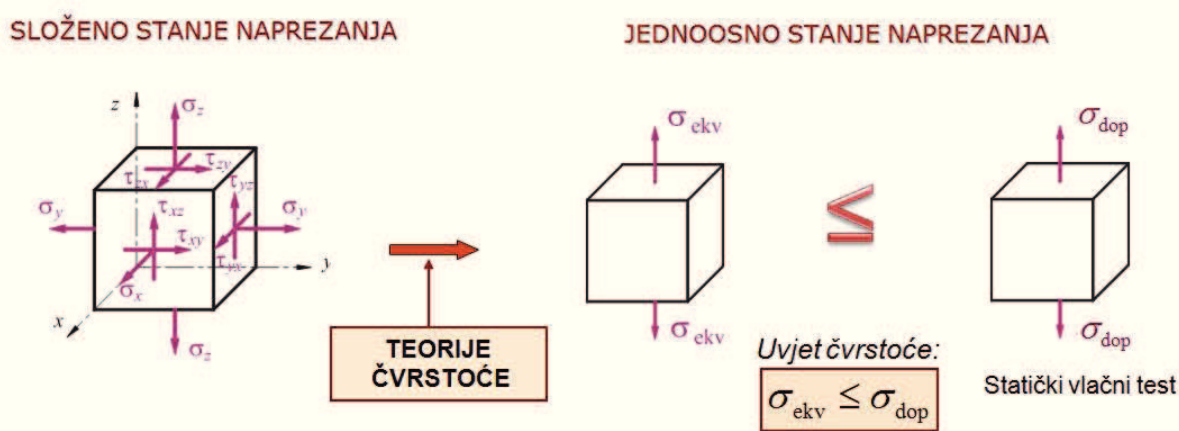 SLOŽENO STANJE NAPREZANJA
JEDNOOSNO STANJE NAPREZANJA
z
σz
τzy
τzx
τyz
σy
τxz
σy
τxy
τyx
y
σx
x
σz
TEORIJE
ČVRSTOĆE
σekv
σekv
≤
σdop
σdop
Uvjet čvrstoće:
σekv ≤ σdop
Statički vlačni test